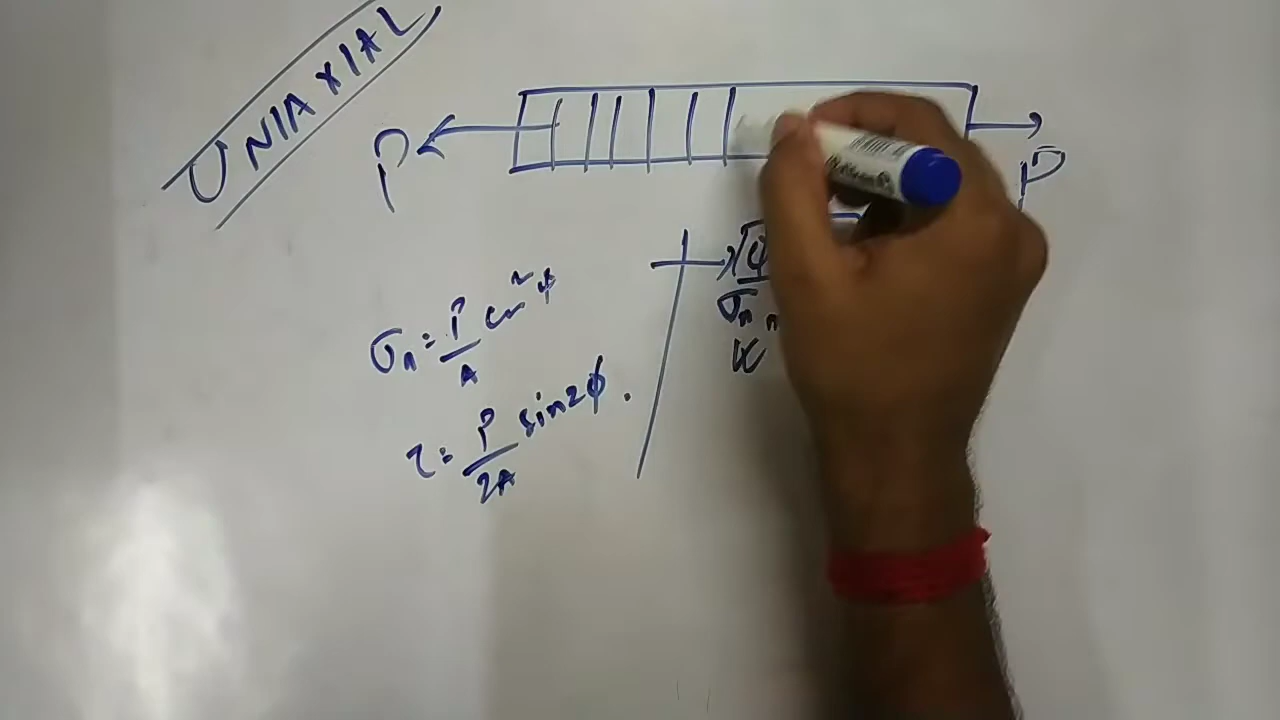 UNIAXIAL
P
P
σn = P/A cos²ϕ
τ = P/2A sin2ϕ.
σn